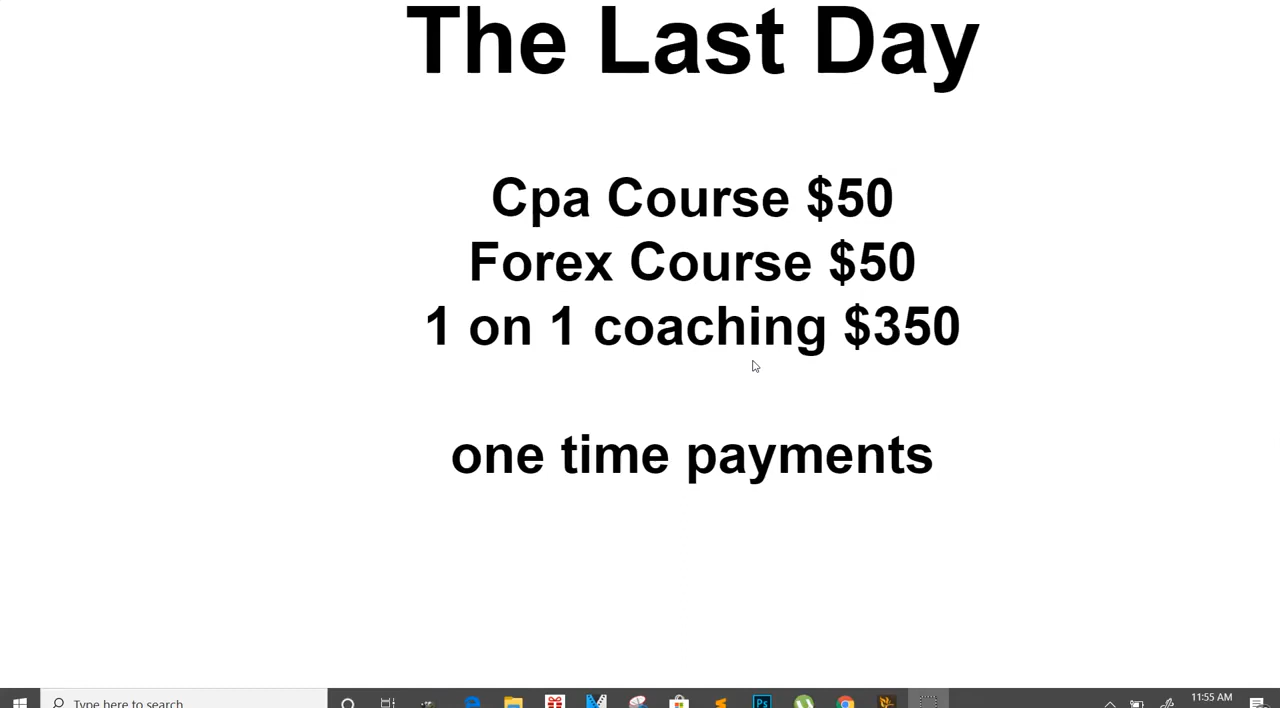 The Last Day
Cpa Course $50
Forex Course $50
1 on 1 coaching $350
one time payments
Type here to search
Ps
11:55 AM